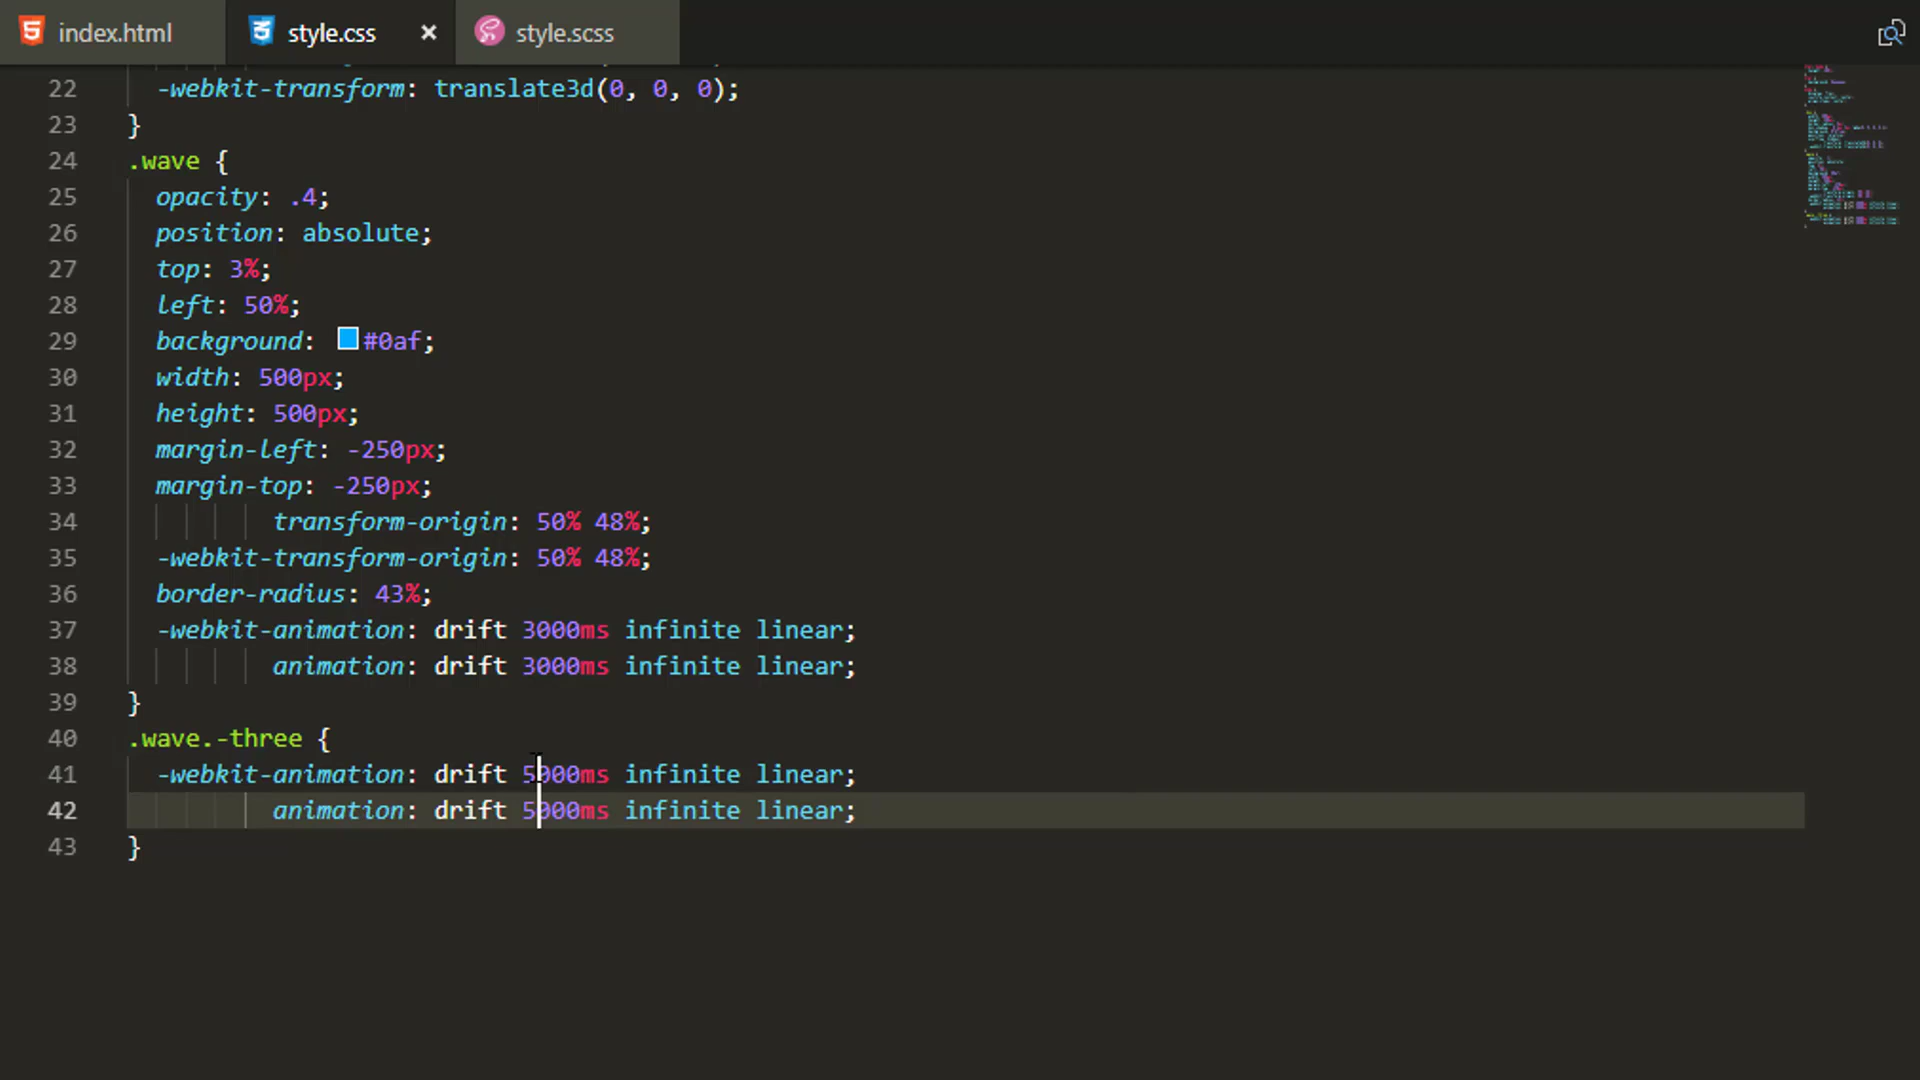 index.html style.css × style.scss
22 -webkit-transform: translate3d(0, 0, 0);
23 }
24 .wave {
25 opacity: .4;
26 position: absolute;
27 top: 3%;
28 left: 50%;
29 background: #0af;
30 width: 500px;
31 height: 500px;
32 margin-left: -250px;
33 margin-top: -250px;
34 transform-origin: 50% 48%;
35 -webkit-transform-origin: 50% 48%;
36 border-radius: 43%;
37 -webkit-animation: drift 3000ms infinite linear;
38 animation: drift 3000ms infinite linear;
39 }
40 .wave.-three {
41 -webkit-animation: drift 5000ms infinite linear;
42 animation: drift 5000ms infinite linear;
43 }